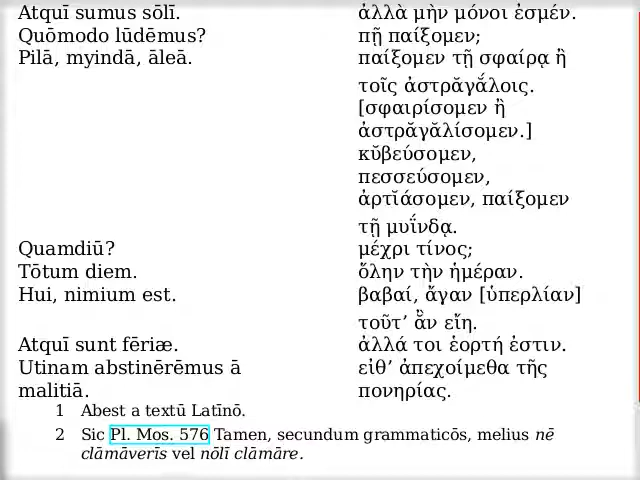 Atquī sumus sōlī.
ἀλλὰ μὴν μόνοι ἐσμέν.
Quōmodo lūdēmus?
πῇ παίξομεν;
Pilā, myindā, āleā.
παίξομεν τῇ σφαίρᾳ ἢ
τοῖς ἀστρᾰγᾰ́λοις.
[σφαιρίσομεν ἢ
ἀστρᾰγᾰλίσομεν.]
κῠβεύσομεν,
πεσσεύσομεν,
ἀρτῐάσομεν, παίξομεν
τῇ μυΐνδᾳ.
Quamdiū?
μέχρι τίνος;
Tōtum diem.
ὅλην τὴν ἡμέραν.
Hui, nimium est.
βαβαί, ἄγαν [ὑπερλίαν]
τοῦτ’ ἂ̓ν εἴη.
Atquī sunt fēriæ.
ἀλλά τοι ἑορτή ἐστιν.
Utinam abstinērēmus ā
malitiā.
εἰθ’ ἀπεχοίμεθα τῆς
πονηρίας.
1 Abest a textū Latīnō.
2 Sic Pl. Mos. 576 Tamen, secundum grammaticōs, melius nē
clāmāverīs vel nōlī clāmāre.